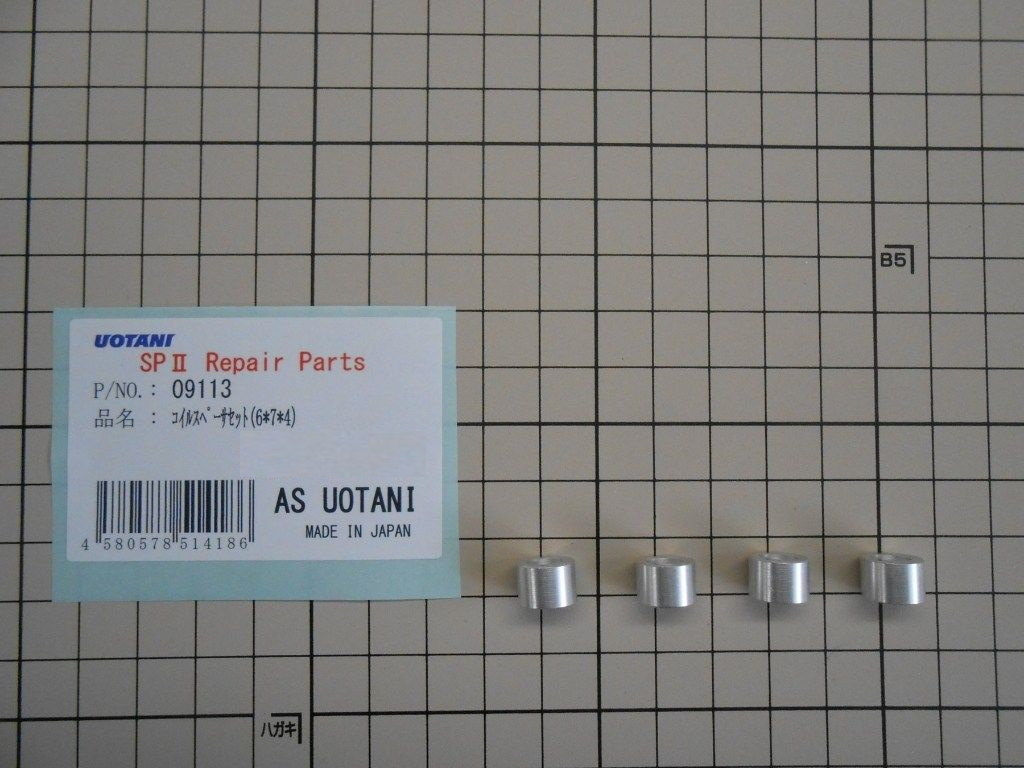 UOTANI
SPⅡ Repair Parts
P/NO.: 09113
品名 : ｺｲﾙｽﾍﾟｰｻｾｯﾄ(6*7*4)
AS UOTANI
MADE IN JAPAN
4 580578 514186
B5
ハガキ